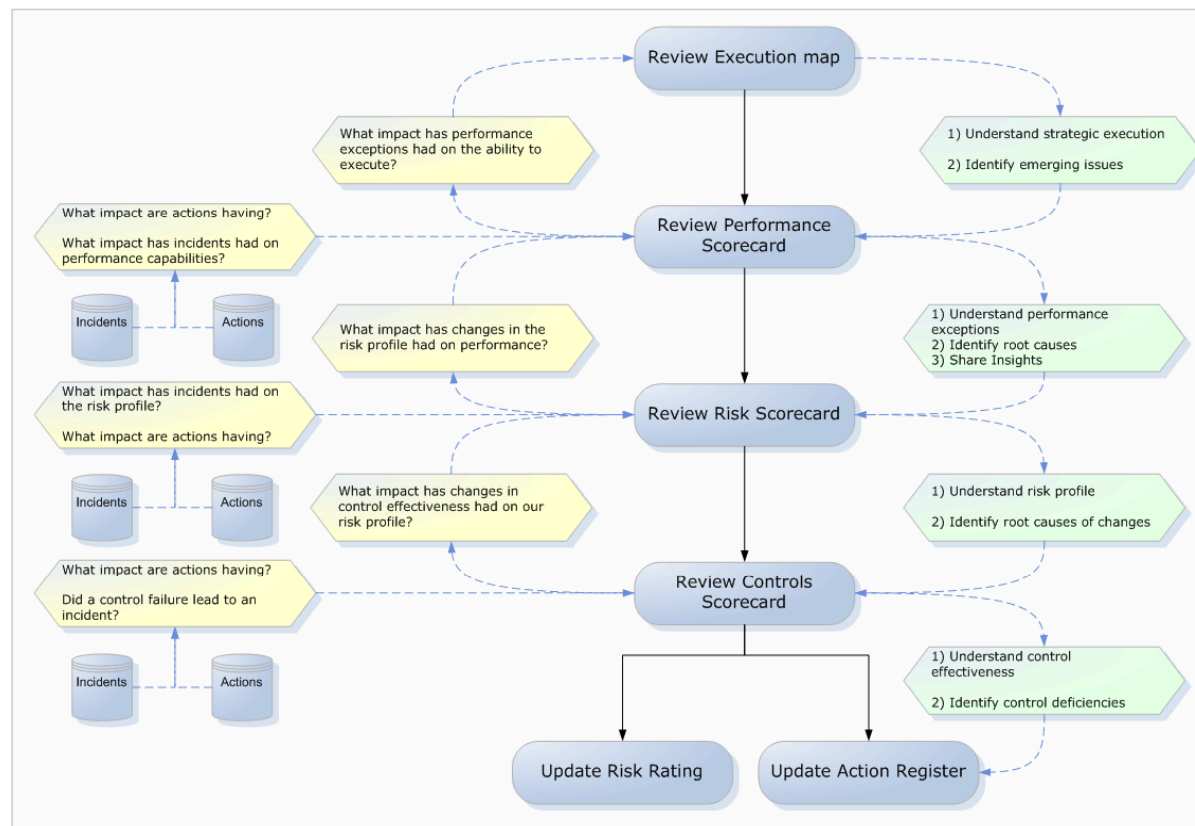 Review Execution map
What impact has performance
exceptions had on the ability to
execute?
1) Understand strategic execution
2) Identify emerging issues
What impact are actions having?
What impact has incidents had on
performance capabilities?
Review Performance
Scorecard
Incidents
Actions
What impact has changes in the
risk profile had on performance?
1) Understand performance
exceptions
2) Identify root causes
3) Share Insights
What impact has incidents had on
the risk profile?
What impact are actions having?
Review Risk Scorecard
Incidents
Actions
What impact has changes in
control effectiveness had on our
risk profile?
1) Understand risk profile
2) Identify root causes of changes
What impact are actions having?
Did a control failure lead to an
incident?
Review Controls
Scorecard
Incidents
Actions
1) Understand control
effectiveness
2) Identify control deficiencies
Update Risk Rating
Update Action Register